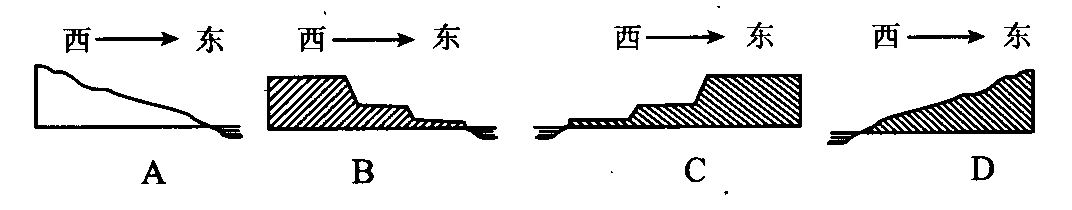 西 → 东 西 → 东 西 → 东 西 → 东
A B C D